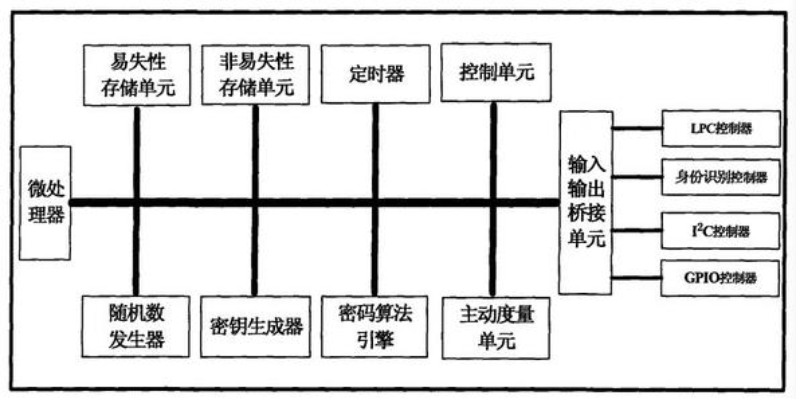 易失性
存储单元
非易失性
存储单元
定时器
控制单元
微处
理器
输入
输出
桥接
单元
LPC控制器
身份识别控制器
I²C控制器
GPIO控制器
随机数
发生器
密钥生成器
密码算法
引擎
主动度量
单元